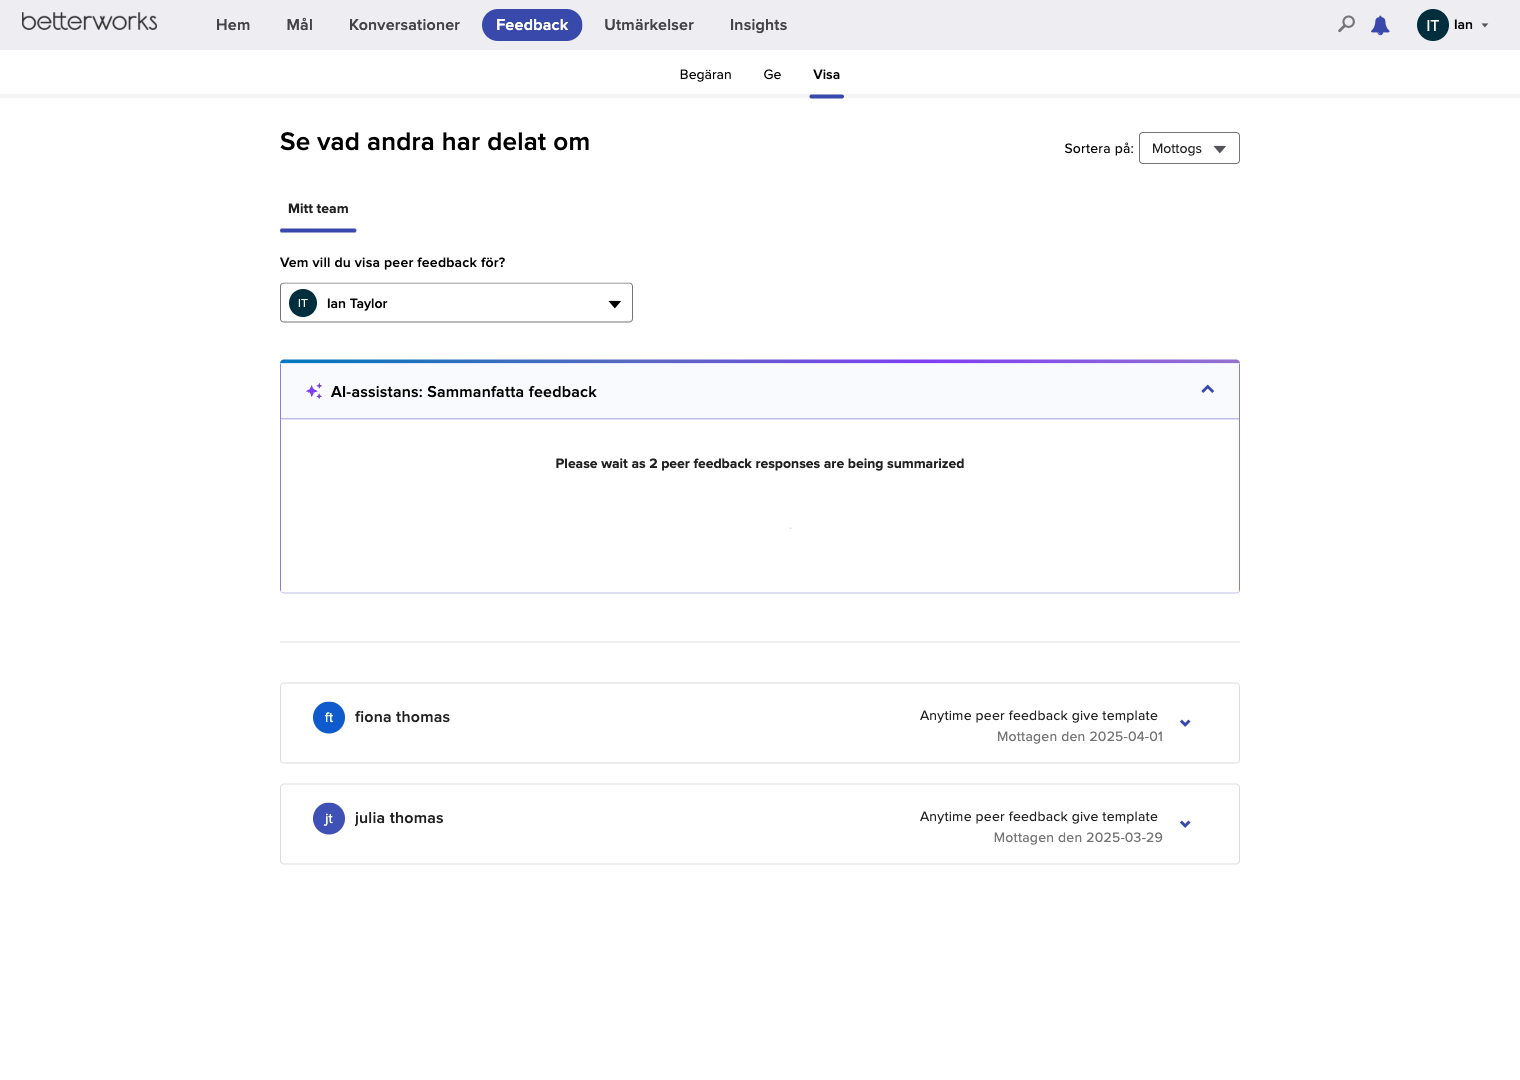 betterworks
Hem Mål Konversationer Feedback Utmärkelser Insights IT Ian
Begäran Ge Visa
Se vad andra har delat om
Sortera på: Mottogs
Mitt team
Vem vill du visa peer feedback för?
IT Ian Taylor
AI-assistans: Sammanfatta feedback
Please wait as 2 peer feedback responses are being summarized
ft fiona thomas Anytime peer feedback give template
Mottagen den 2025-04-01
jt julia thomas Anytime peer feedback give template
Mottagen den 2025-03-29